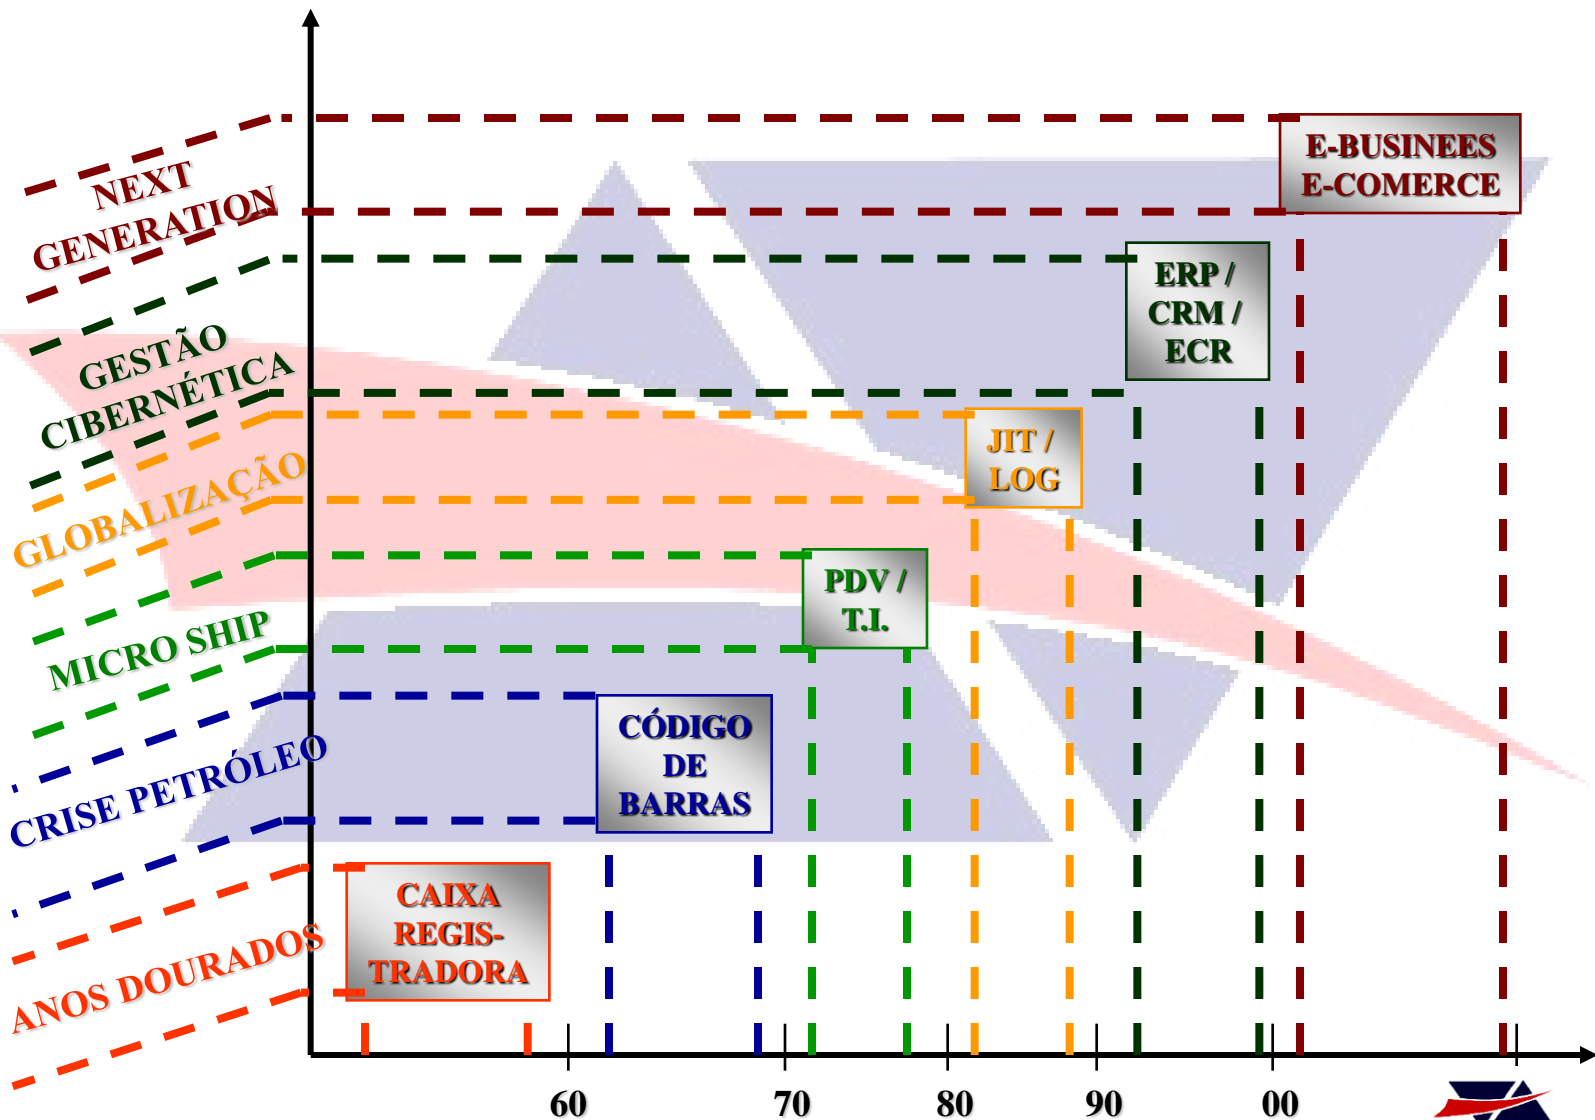 NEXT
GENERATION
E-BUSINEES
E-COMERCE
GESTÃO
CIBERNÉTICA
ERP /
CRM /
ECR
GLOBALIZAÇÃO
JIT /
LOG
MICRO SHIP
PDV /
T.I.
CRISE PETRÓLEO
CÓDIGO
DE
BARRAS
ANOS DOURADOS
CAIXA
REGIS-
TRADORA
60 70 80 90 00